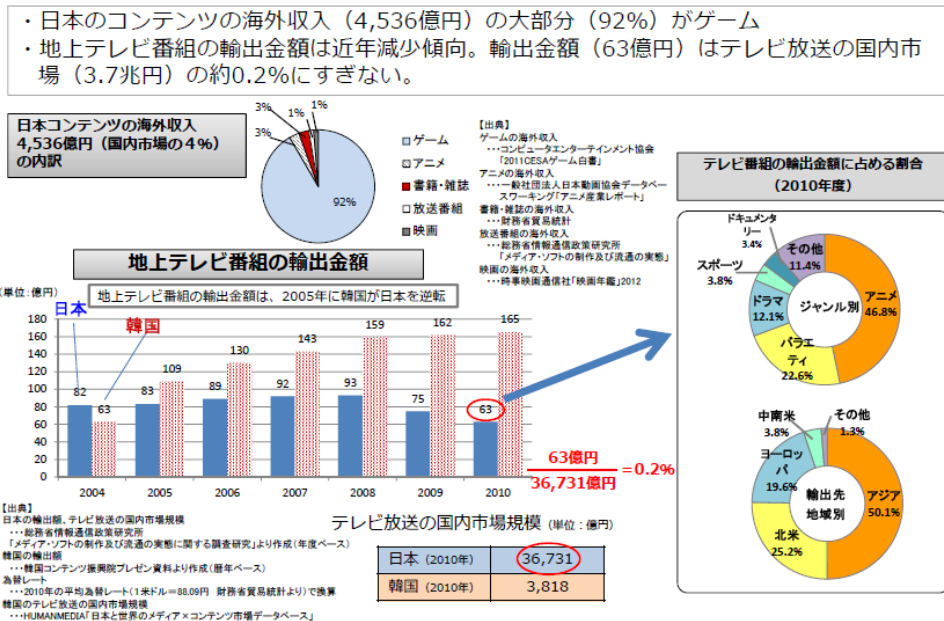 ・日本のコンテンツの海外収入（4,536億円）の大部分（92%）がゲーム
・地上テレビ番組の輸出金額は近年減少傾向。輸出金額（63億円）はテレビ放送の国内市
場（3.7兆円）の約0.2%にすぎない。
日本コンテンツの海外収入
4,536億円（国内市場の４%）
の内訳
3%
3%
1%
1%
92%
ゲーム
アニメ
書籍・雑誌
放送番組
映画
【出典】
ゲームの海外収入
・・・コンピュータエンターテインメント協会
「2011CESAゲーム白書」
アニメの海外収入
・・・一般社団法人日本動画協会データベー
スワーキング「アニメ産業レポート」
書籍・雑誌の海外収入
・・・財務省貿易統計
放送番組の海外収入
・・・総務省情報通信政策研究所
「メディア・ソフトの制作及び流通の実態」
映画の海外収入
・・・時事映画通信社「映画年鑑」2012
地上テレビ番組の輸出金額
(単位：億円)
地上テレビ番組の輸出金額は、2005年に韓国が日本を逆転
日本
韓国
180
160
140
120
100
80
60
40
20
0
82
63
83
109
89
130
92
143
93
159
75
162
63
165
2004
2005
2006
2007
2008
2009
2010
63億円
36,731億円
=0.2%
テレビ番組の輸出金額に占める割合
（2010年度）
ジャンル別
アニメ
46.8%
バラエ
ティ
22.6%
ドラマ
12.1%
スポーツ
3.8%
ドキュメンタ
リー
3.4%
その他
11.4%
輸出先
地域別
アジア
50.1%
北米
25.2%
ヨーロッ
パ
19.6%
中南米
3.8%
その他
1.3%
【出典】
日本の輸出額、テレビ放送の国内市場規模
・・・総務省情報通信政策研究所
「メディア・ソフトの制作及び流通の実態に関する調査研究」より作成（年度ベース）
韓国の輸出額
・・・韓国コンテンツ振興院プレゼン資料より作成（暦年ベース）
為替レート
・・・2010年の平均為替レート（１米ドル＝88.09円　財務省貿易統計より）で換算
韓国のテレビ放送の国内市場規模
・・・HUMANMEDIA「日本と世界のメディア×コンテンツ市場データベース」
テレビ放送の国内市場規模（単位：億円）
日本（2010年） 36,731
韓国（2010年） 3,818